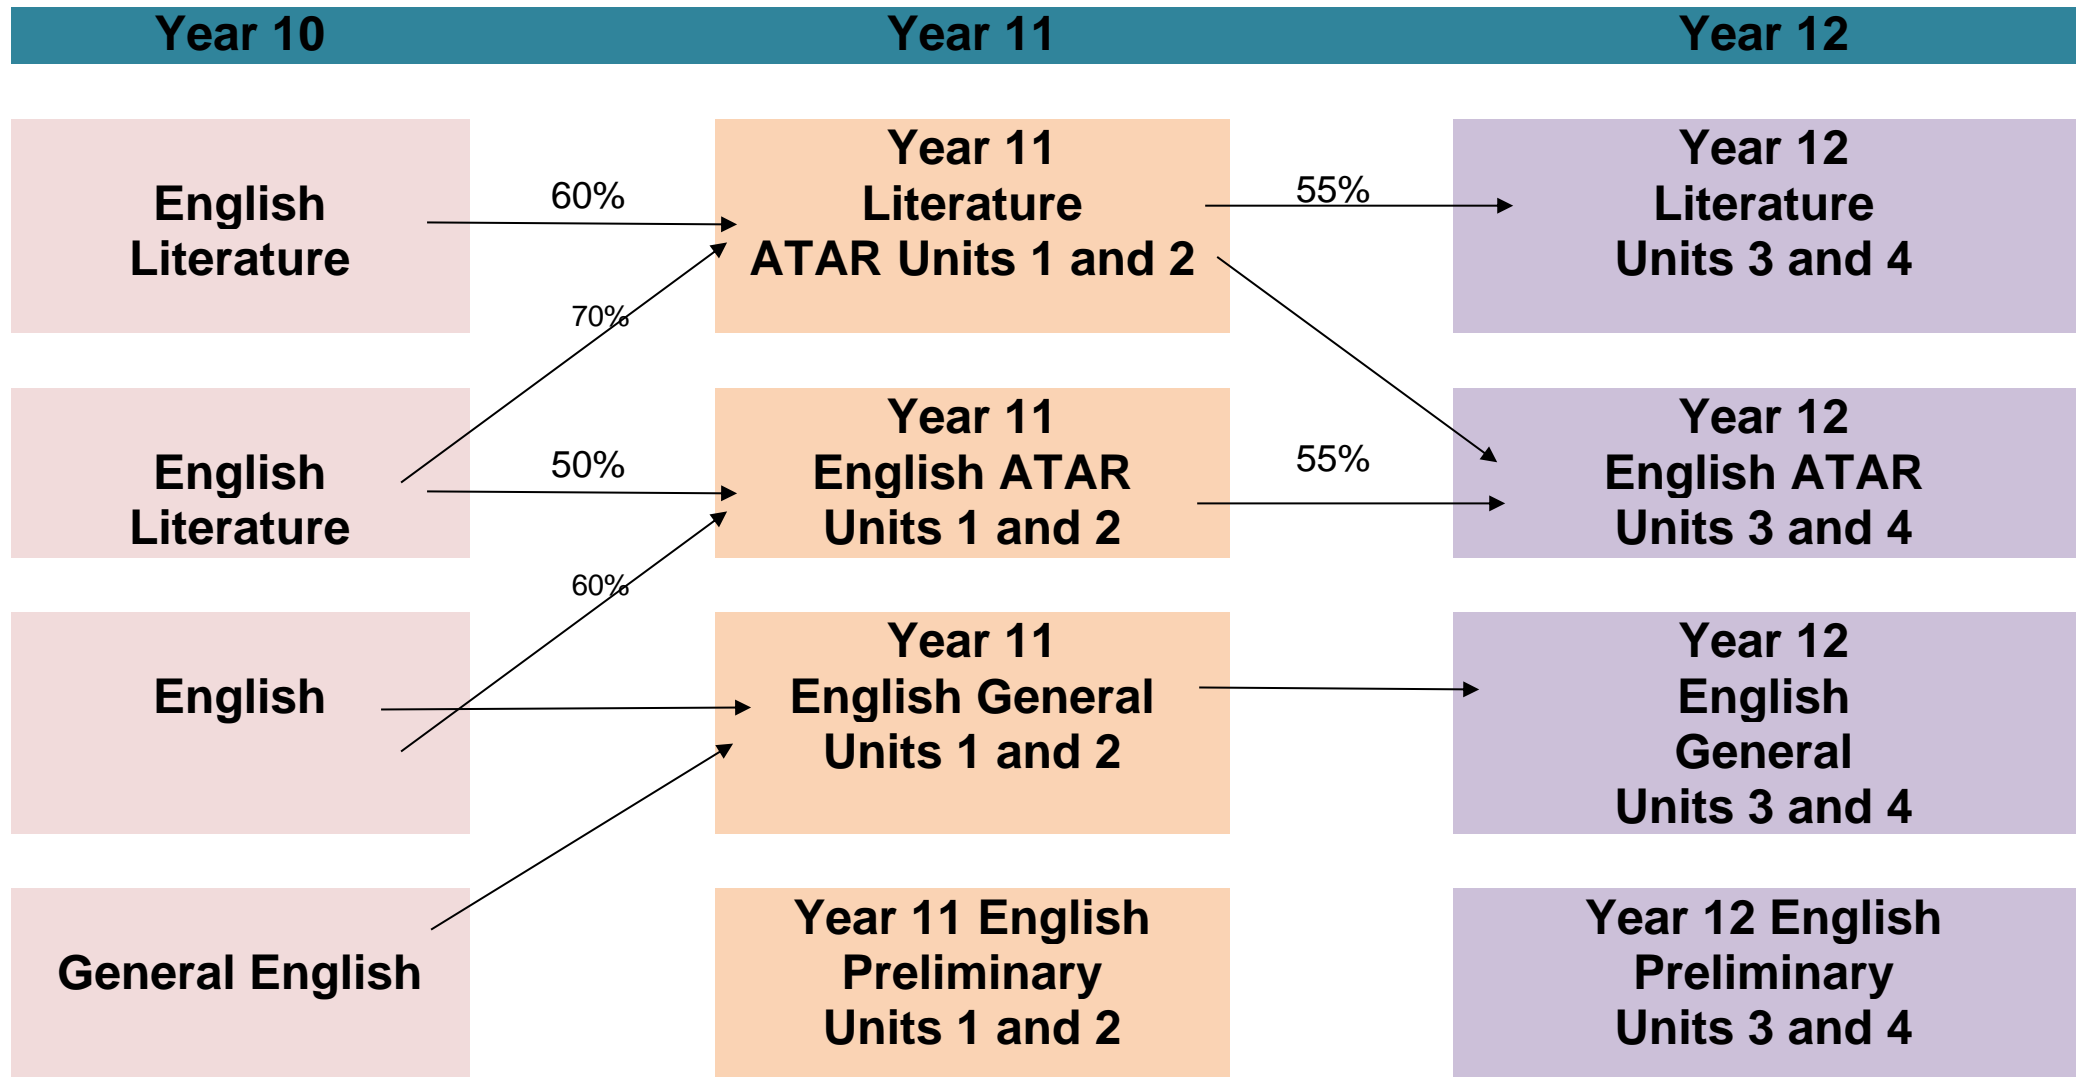 Year 10
Year 11
Year 12
English
Literature
60%
Year 11
Literature
ATAR Units 1 and 2
55%
Year 12
Literature
Units 3 and 4
70%
English
Literature
50%
Year 11
English ATAR
Units 1 and 2
55%
Year 12
English ATAR
Units 3 and 4
60%
English
Year 11
English General
Units 1 and 2
Year 12
English
General
Units 3 and 4
General English
Year 11 English
Preliminary
Units 1 and 2
Year 12 English
Preliminary
Units 3 and 4